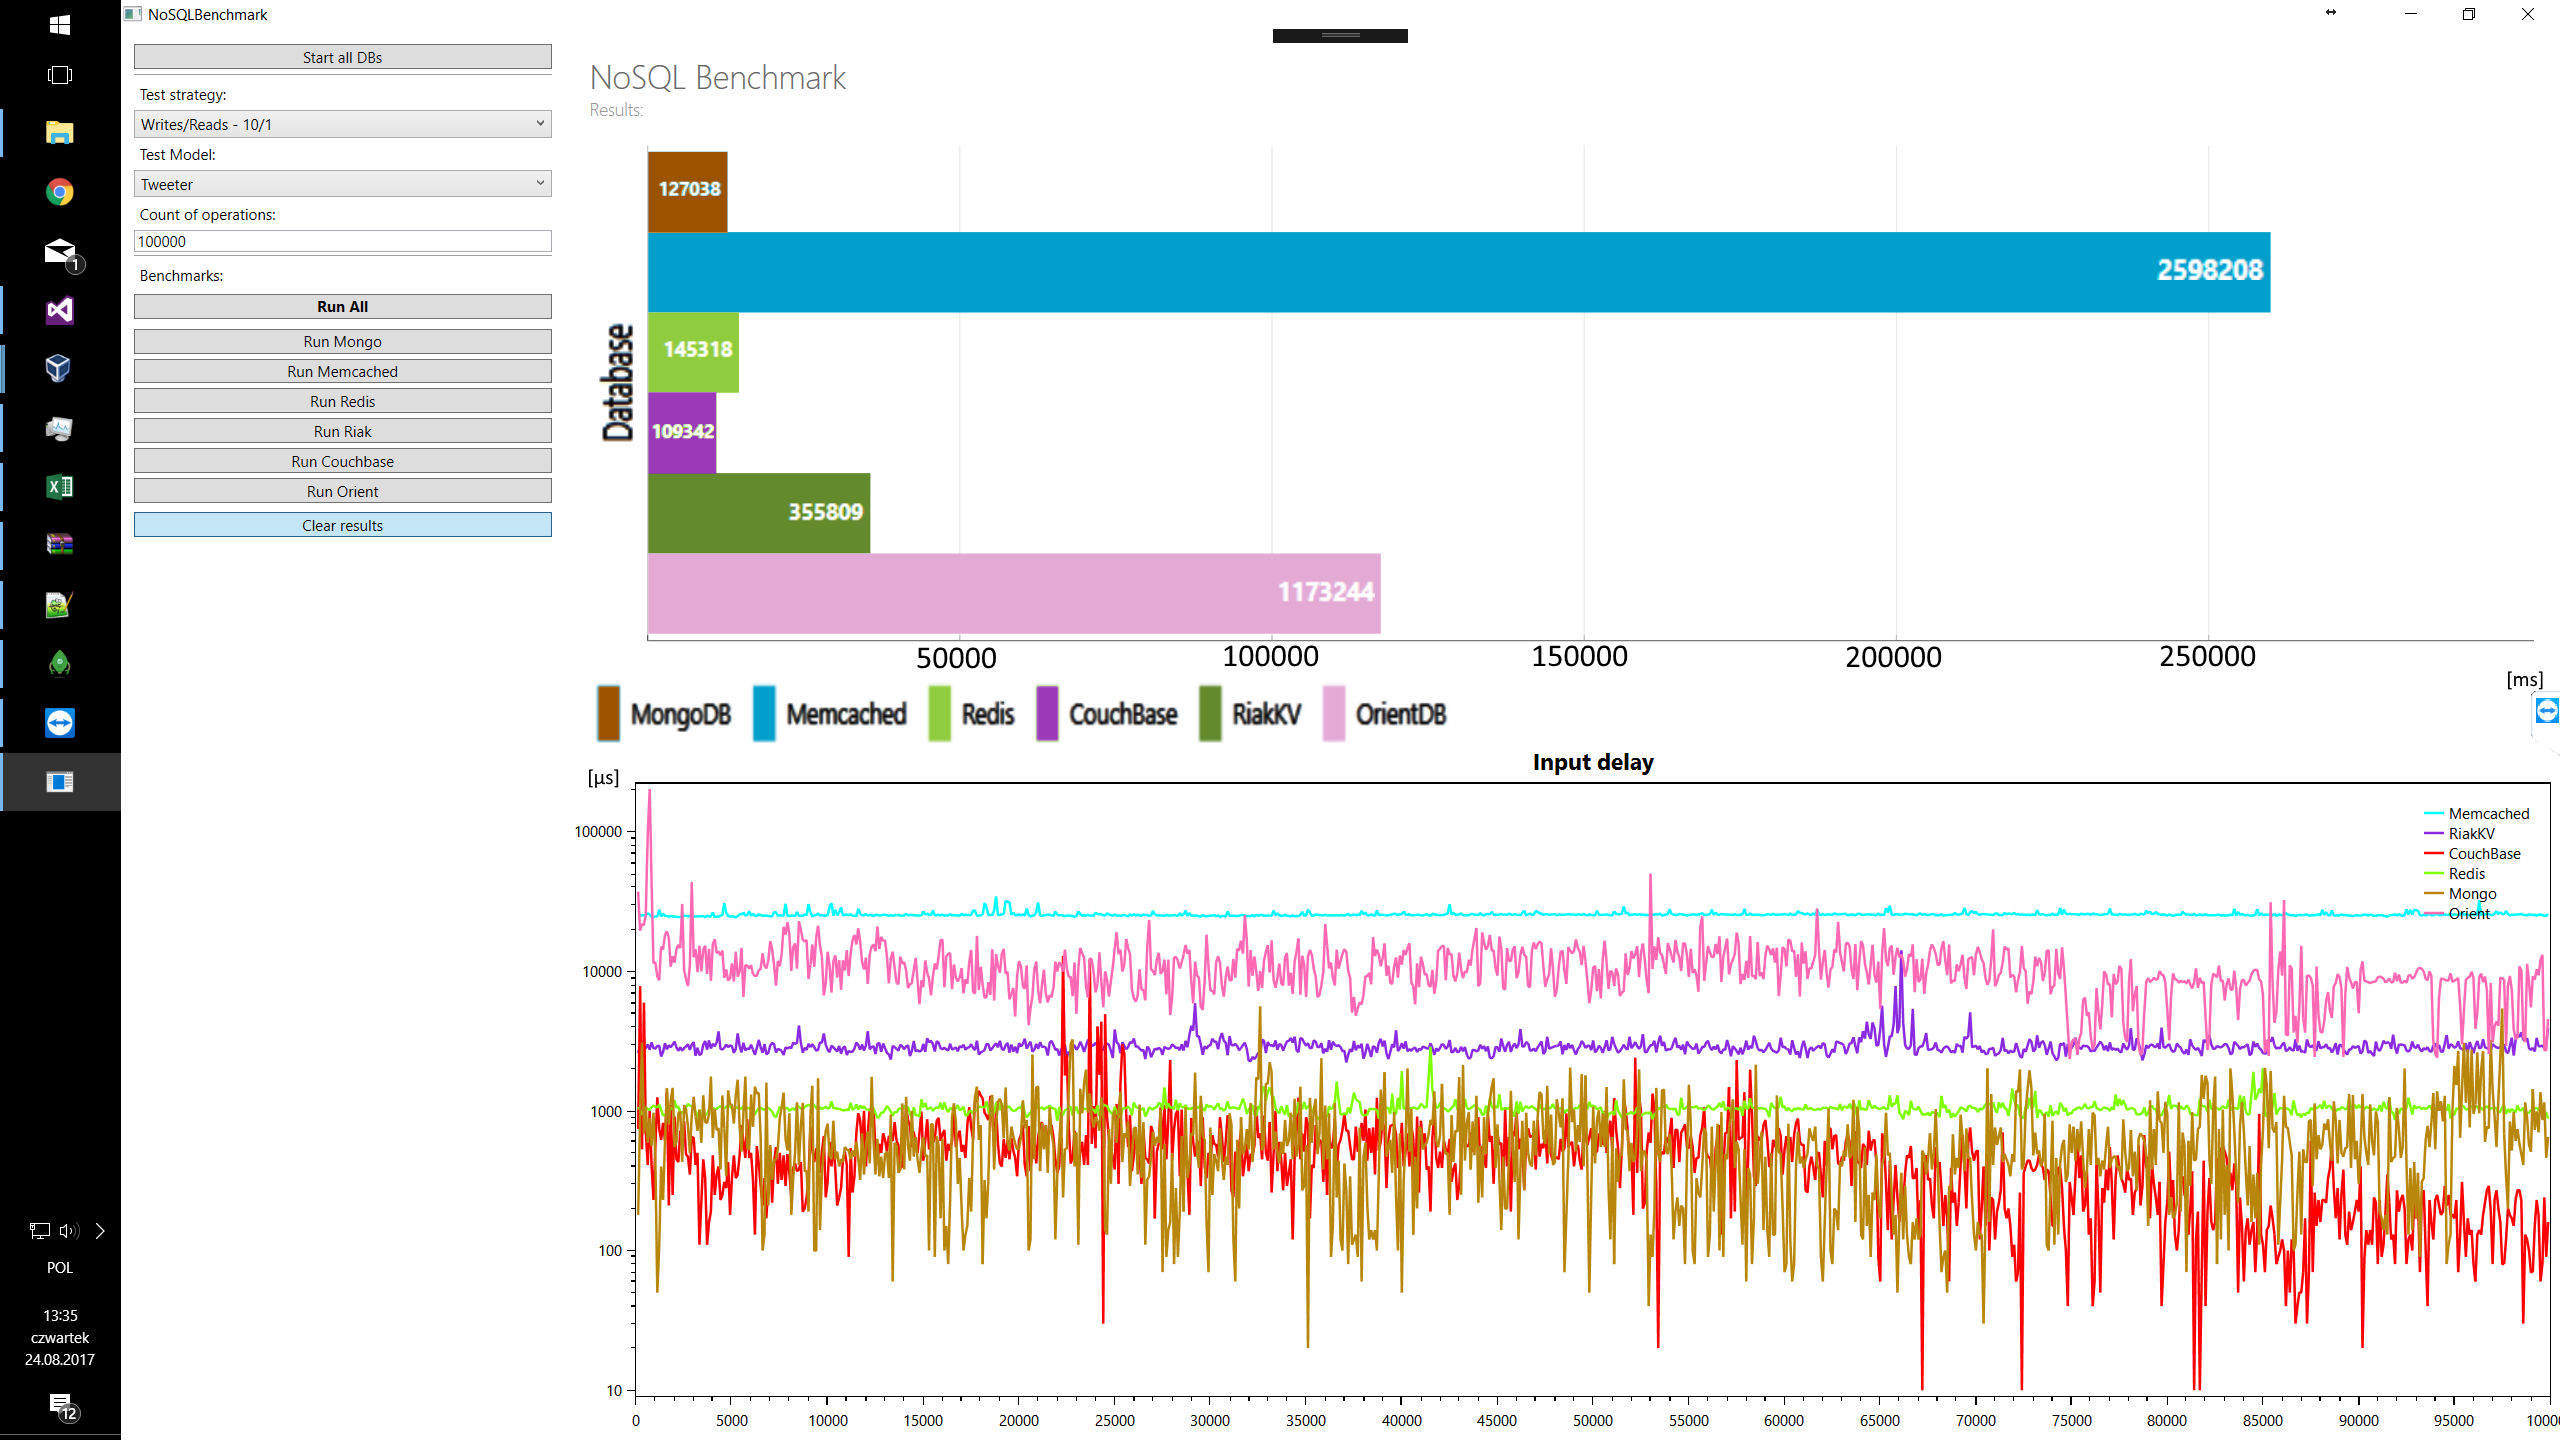 NoSQLBenchmark
Start all DBs
Test strategy:
Writes/Reads - 10/1
Test Model:
Tweeter
Count of operations:
100000
Benchmarks:
Run All
Run Mongo
Run Memcached
Run Redis
Run Riak
Run Couchbase
Run Orient
Clear results
1
POL
13:35
czwartek
24.08.2017
12
NoSQL Benchmark
Results:
Database
127038
2598208
145318
109342
355809
1173244
50000 100000 150000 200000 250000
[ms]
MongoDB Memcached Redis CouchBase RiakKV OrientDB
Input delay
[µs]
Memcached
RiakKV
CouchBase
Redis
Mongo
Orient
100000
10000
1000
100
10
0 5000 10000 15000 20000 25000 30000 35000 40000 45000 50000 55000 60000 65000 70000 75000 80000 85000 90000 95000 10000